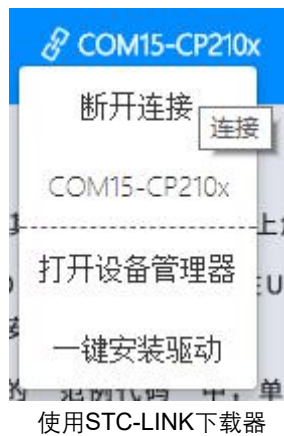 COM15-CP210x
断开连接
连接
COM15-CP210x
打开设备管理器
一键安装驱动
使用STC-LINK下载器